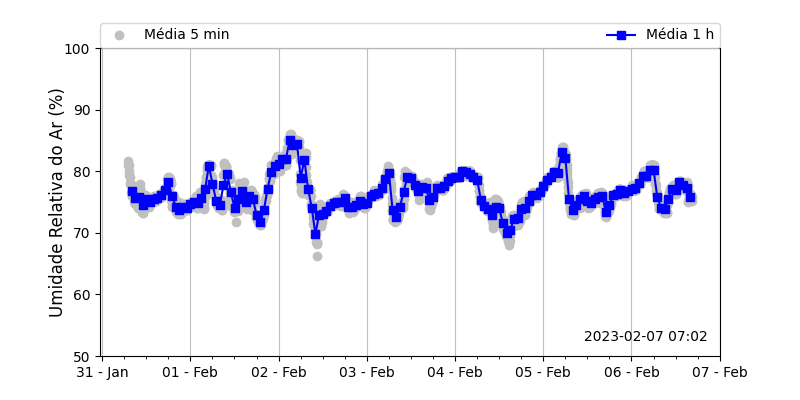 Média 5 min
Média 1 h
Umidade Relativa do Ar (%)
100
90
80
70
60
50
2023-02-07 07:02
31 - Jan
01 - Feb
02 - Feb
03 - Feb
04 - Feb
05 - Feb
06 - Feb
07 - Feb